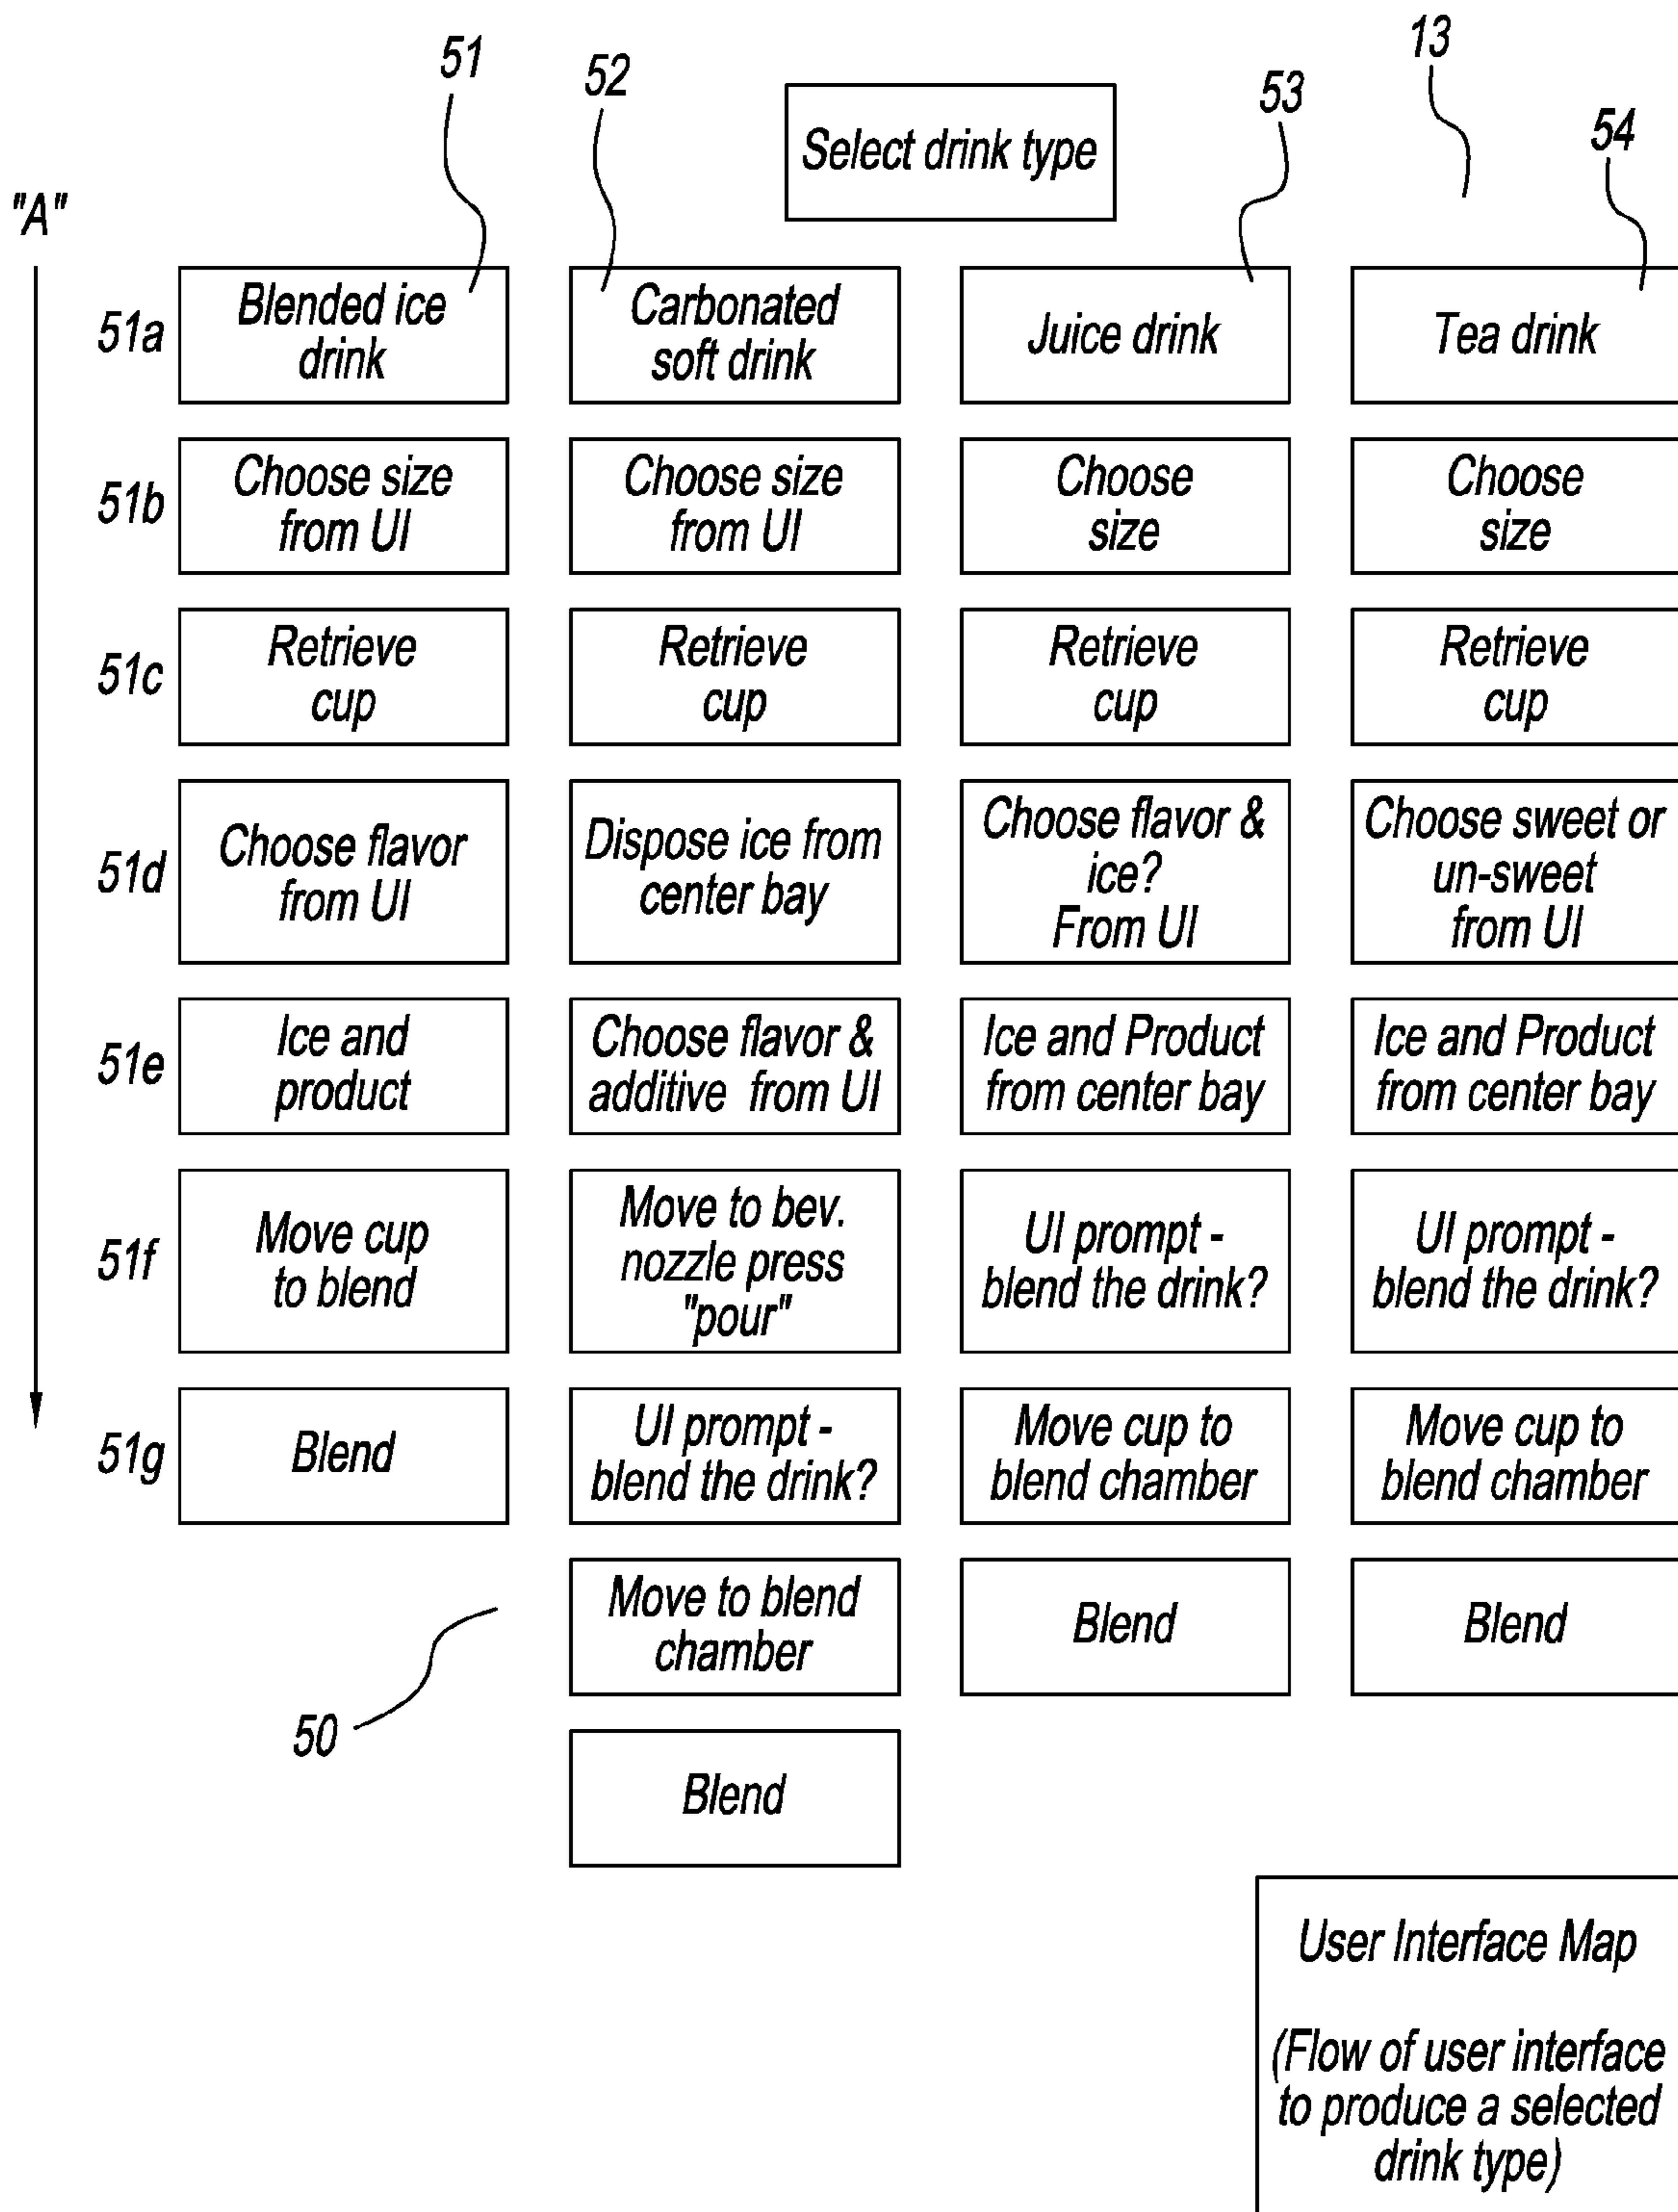 51
52
Select drink type
53
13
54
"A"
51a
Blended ice
drink
Carbonated
soft drink
Juice drink
Tea drink
51b
Choose size
from UI
Choose size
from UI
Choose
size
Choose
size
51c
Retrieve
cup
Retrieve
cup
Retrieve
cup
Retrieve
cup
51d
Choose flavor
from UI
Dispose ice from
center bay
Choose flavor &
ice?
From UI
Choose sweet or
un-sweet
from UI
51e
Ice and
product
Choose flavor &
additive from UI
Ice and Product
from center bay
Ice and Product
from center bay
51f
Move cup
to blend
Move to bev.
nozzle press
"pour"
UI prompt -
blend the drink?
UI prompt -
blend the drink?
51g
Blend
UI prompt -
blend the drink?
Move cup to
blend chamber
Move cup to
blend chamber
50
Move to blend
chamber
Blend
Blend
Blend
User Interface Map
(Flow of user interface
to produce a selected
drink type)